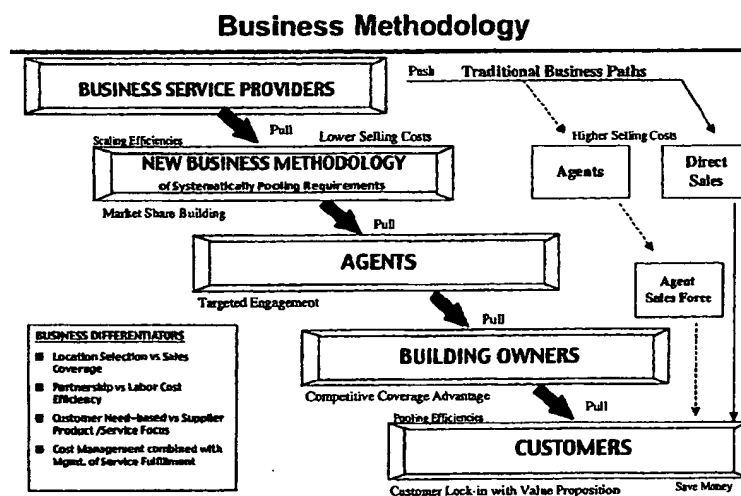 Business Methodology
BUSINESS SERVICE PROVIDERS
Push
Traditional Business Paths
Pull
Scaling Efficiencies
Lower Selling Costs
Higher Selling Costs
NEW BUSINESS METHODOLOGY
of Systematically Pooling Requirements
Agents
Direct
Sales
Market Share Building
Pull
AGENTS
Targeted Engagement
Agent
Sales Force
Pull
BUSINESS DIFFERENTIATORS
Location Selection vs Sales
Coverage
Partnership vs Labor Cost
Efficiency
Customer Need-based vs Supplier
Product /Service Focus
Cost Management combined with
Mgmt. of Service Fulfillment
BUILDING OWNERS
Competitive Coverage Advantage
Pull
Pooling Efficiencies
CUSTOMERS
Customer Lock-in with Value Proposition
Save Money